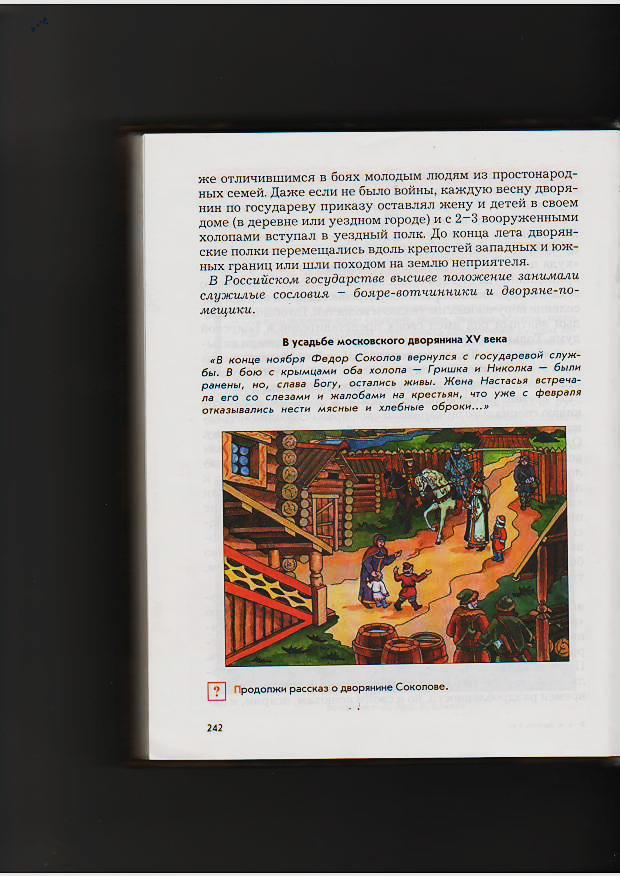 же отличившимся в боях молодым людям из простонарод-
ных семей. Даже если не было войны, каждую весну дворя-
нин по государеву приказу оставлял жену и детей в своем
доме (в деревне или уездном городе) и с 2–3 вооруженными
холопами вступал в уездный полк. До конца лета дворян-
ские полки перемещались вдоль крепостей западных и юж-
ных границ или шли походом на землю неприятеля.
В Российском государстве высшее положение занимали
служилые сословия – бояре-вотчинники и дворяне-по-
мещики.
В усадьбе московского дворянина XV века
«В конце ноября Федор Соколов вернулся с государевой служ-
бы. В бою с крымцами оба холопа – Гришка и Николка – были
ранены, но, слава Богу, остались живы. Жена Настасья встреча-
ла его со слезами и жалобами на крестьян, что уже с февраля
отказывались нести мясные и хлебные оброки...»
? Продолжи рассказ о дворянине Соколове.
242